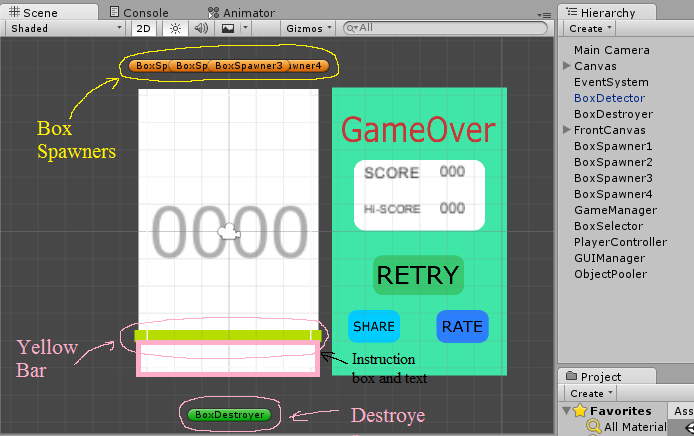 Scene Console Animator
Shaded 2D Gizmos All
BoxSp BoxSp BoxSpawner3 wner4
Box
Spawners
GameOver
SCORE 000
HI-SCORE 000
0000
RETRY
SHARE RATE
Yellow
Bar
Instruction
box and text
BoxDestroyer
Destroye
Hierarchy
Create
Main Camera
Canvas
EventSystem
BoxDetector
BoxDestroyer
FrontCanvas
BoxSpawner1
BoxSpawner2
BoxSpawner3
BoxSpawner4
GameManager
BoxSelector
PlayerController
GUIManager
ObjectPooler
Project
Create
Favorites Ass
All Material